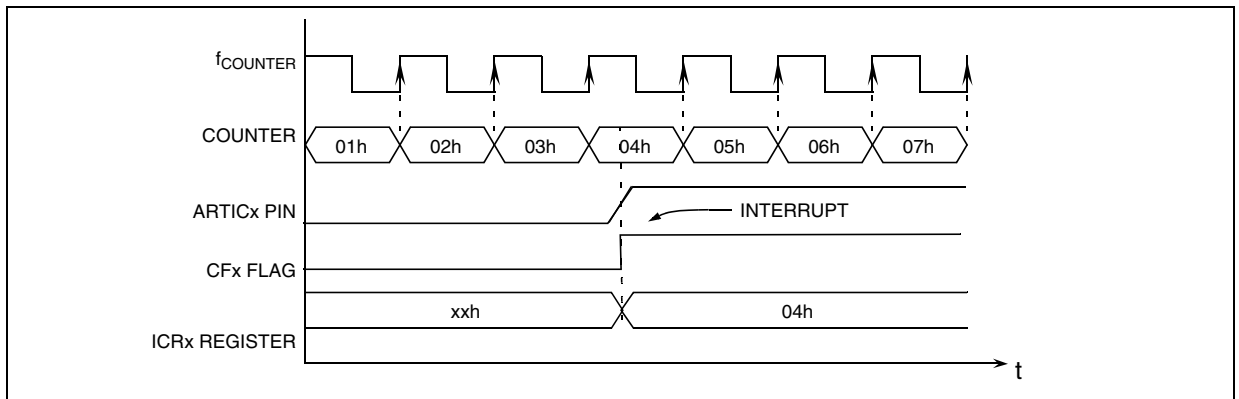 fCOUNTER
COUNTER 01h 02h 03h 04h 05h 06h 07h
ARTICx PIN INTERRUPT
CFx FLAG
xxh 04h
ICRx REGISTER
t